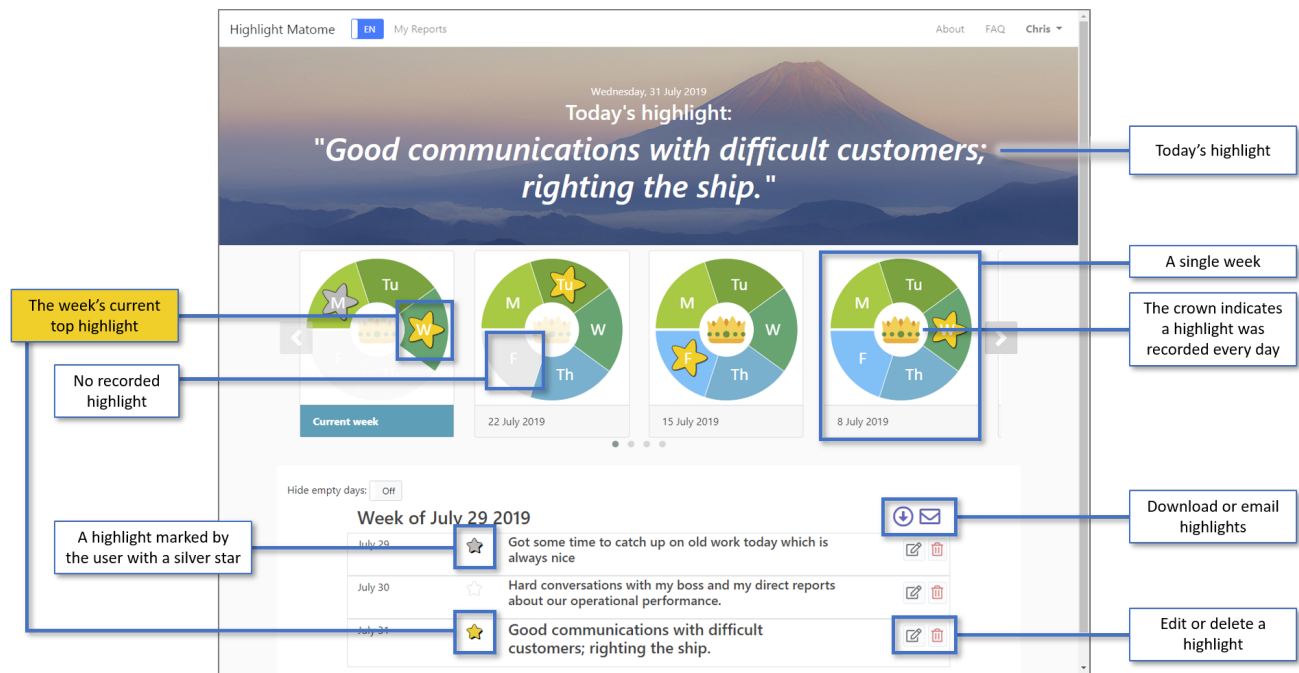 Highlight Matome EN My Reports About FAQ Chris
Wednesday, 31 July 2019
Today's highlight:
"Good communications with difficult customers;
righting the ship."
Today's highlight
A single week
The crown indicates
a highlight was
recorded every day
The week's current
top highlight
No recorded
highlight
M Tu W F
Current week
M Tu W Th F
22 July 2019
M Tu W Th F
15 July 2019
M Tu W Th F
8 July 2019
Hide empty days: Off
Week of July 29 2019
Download or email
highlights
A highlight marked by
the user with a silver star
July 29 Got some time to catch up on old work today which is
always nice
July 30 Hard conversations with my boss and my direct reports
about our operational performance.
July 31 Good communications with difficult
customers; righting the ship.
Edit or delete a
highlight